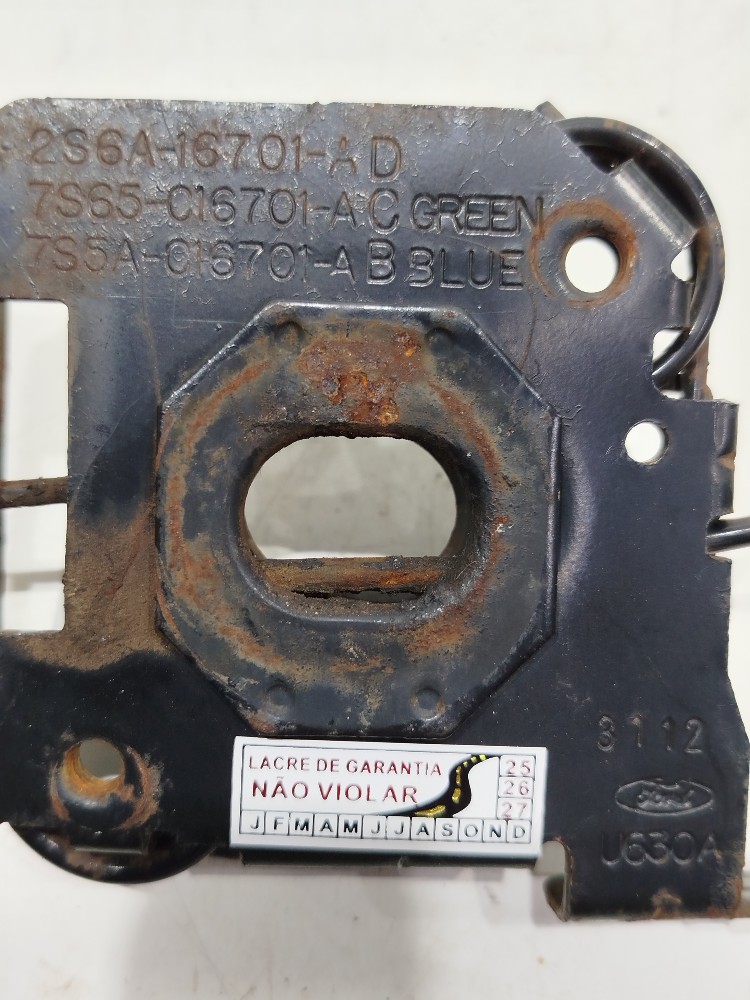 2S6A-16701-A D
7S65-C16701-A C GREEN
7S5A-C16701-A B BLUE
LACRE DE GARANTIA
NÃO VIOLAR
25
26
27
J F M A M J J A S O N D
3112
Ford
U630A